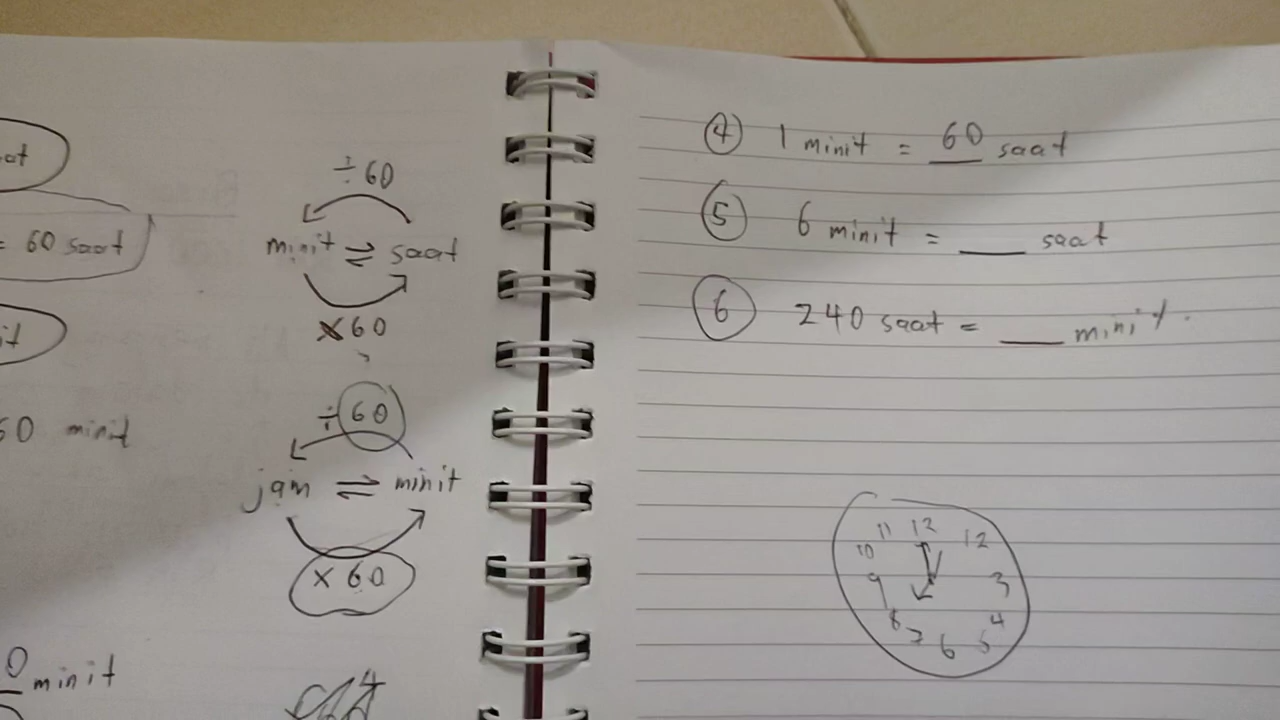 at
= 60 saat
it
60 minit
0 minit
÷60
minit ⇌ saat
×60
÷60
jam ⇌ minit
×60
4
④ 1 minit = 60 saat
⑤ 6 minit = ___ saat
⑥ 240 saat = ___ minit.
11 12 12
10
9 3
8 4
7 6 5